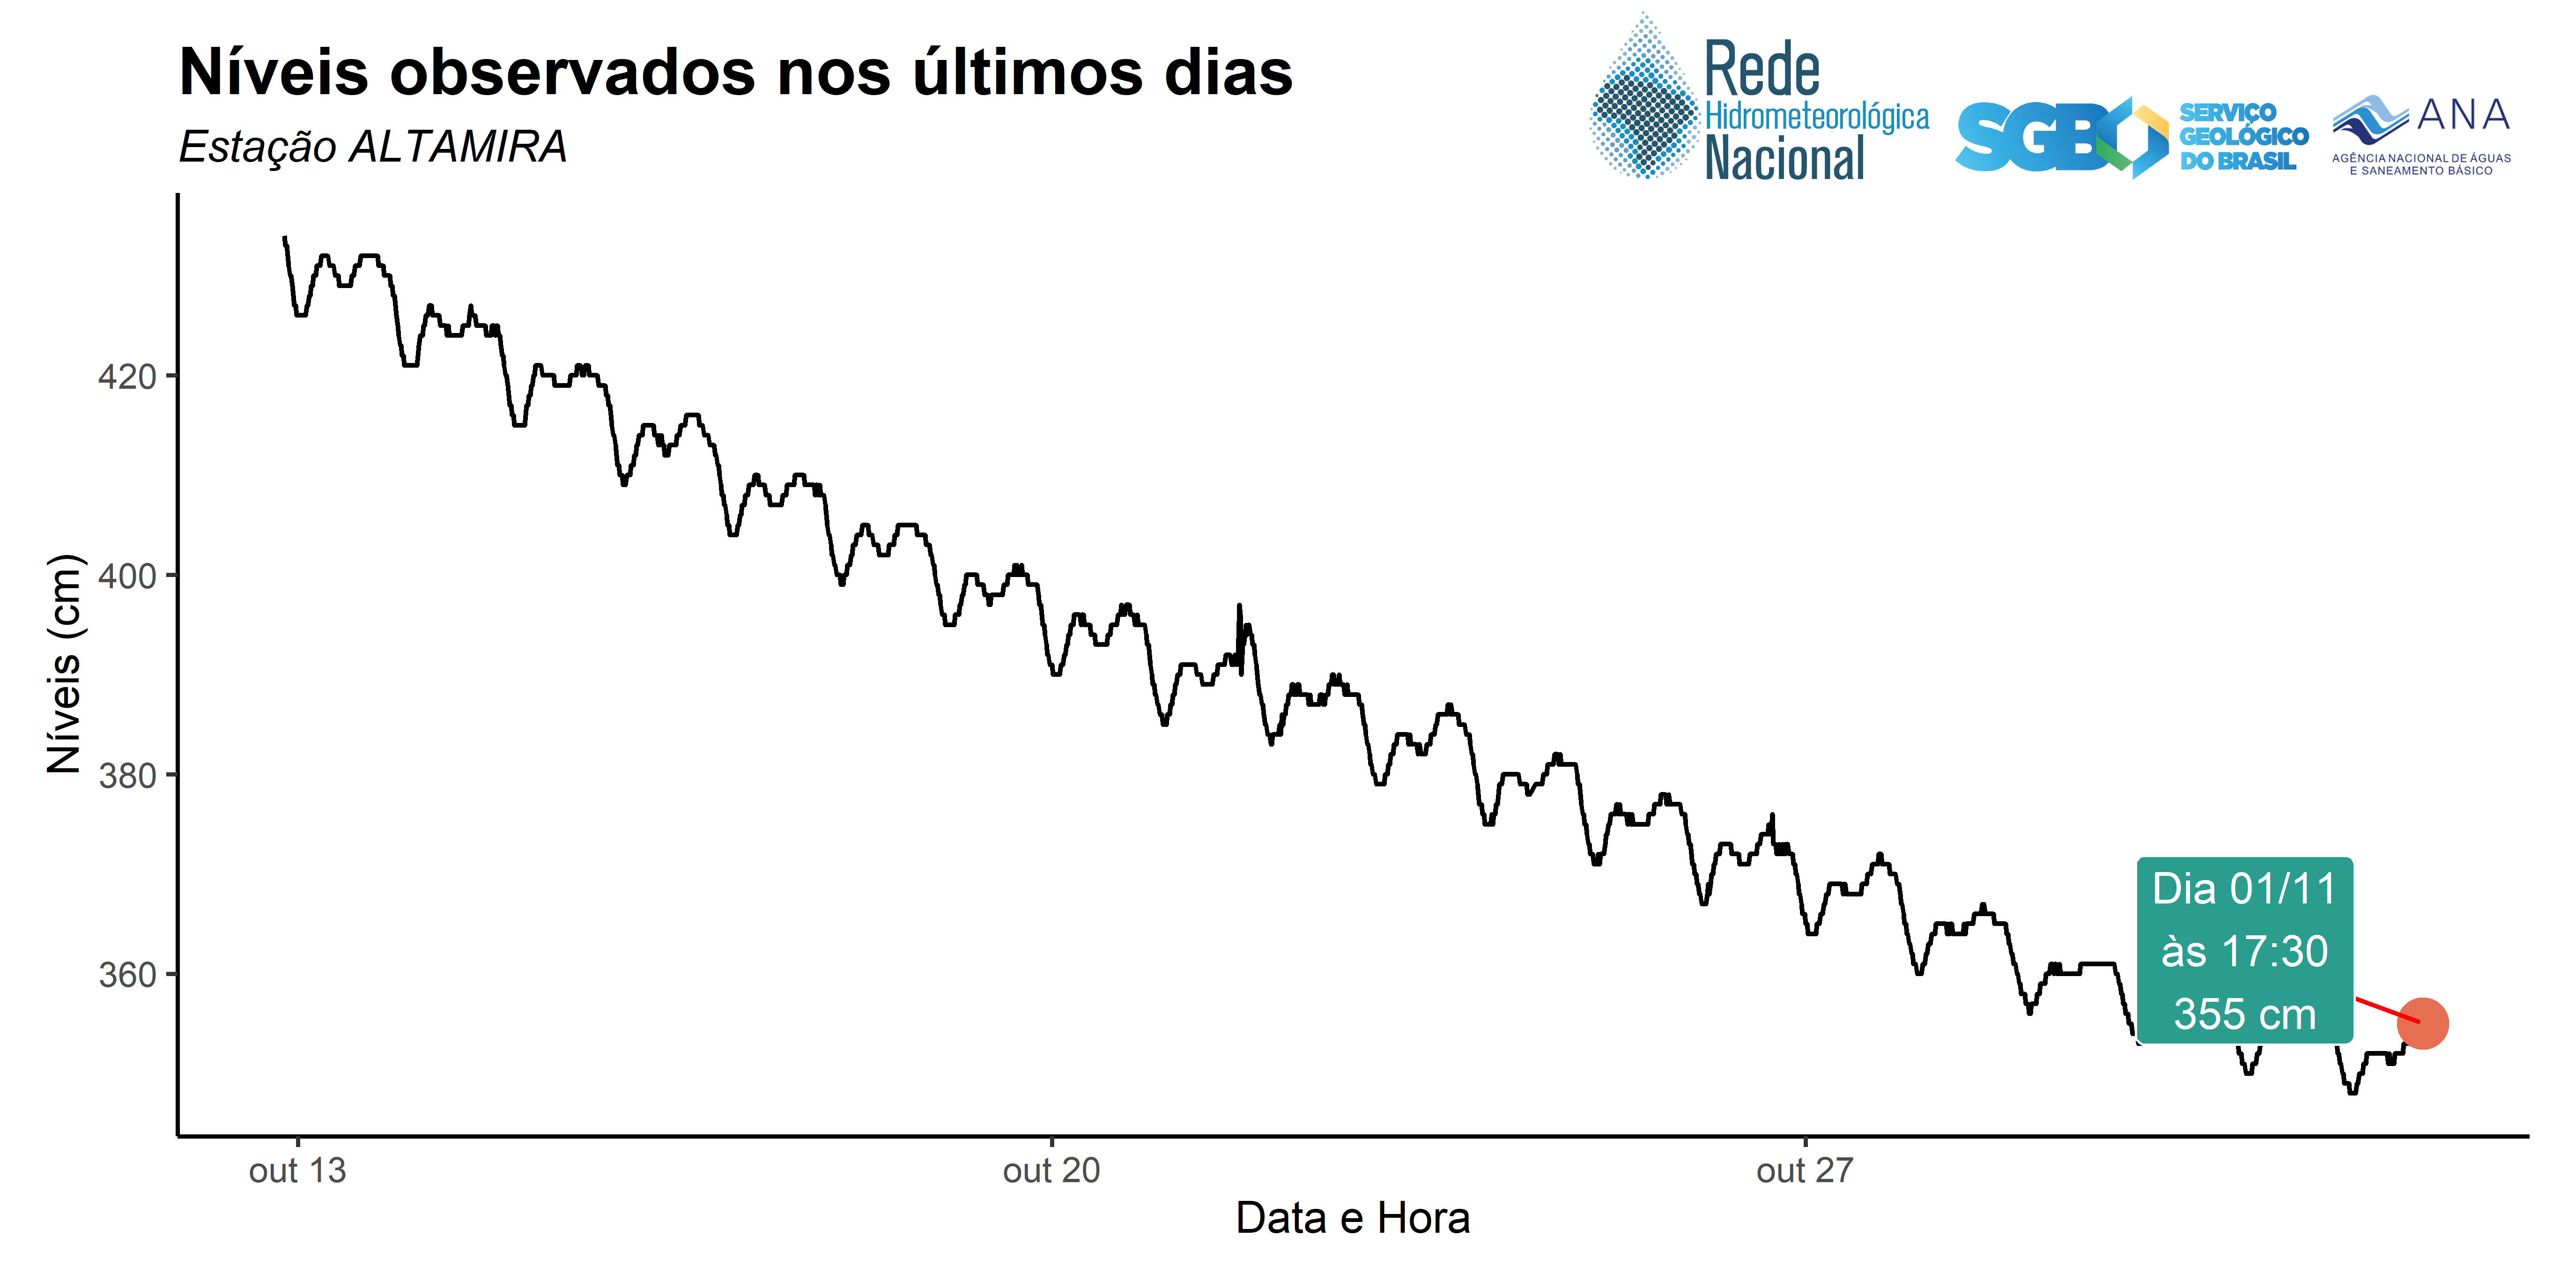 Níveis observados nos últimos dias
Estação ALTAMIRA
Rede
Hidrometeorológica
Nacional
SGB
SERVIÇO
GEOLÓGICO
DO BRASIL
ANA
AGÊNCIA NACIONAL DE ÁGUAS
E SANEAMENTO BÁSICO
Níveis (cm)
420
400
380
360
Dia 01/11
às 17:30
355 cm
out 13
out 20
out 27
Data e Hora